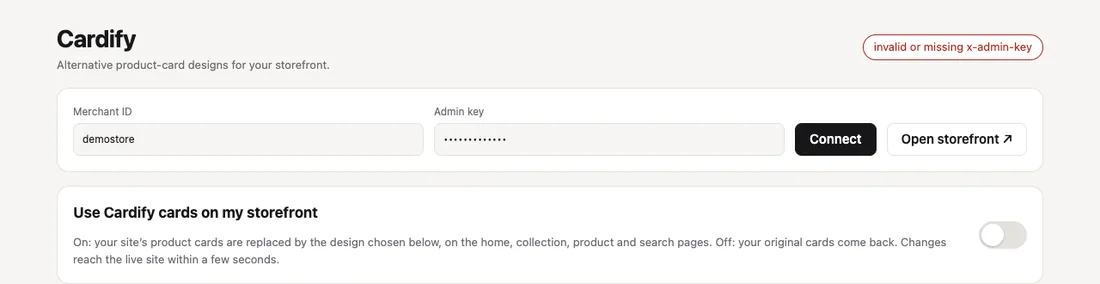 Cardify
Alternative product-card designs for your storefront.
invalid or missing x-admin-key
Merchant ID
Admin key
demostore
•••••••••••••
Connect
Open storefront ↗
Use Cardify cards on my storefront
On: your site's product cards are replaced by the design chosen below, on the home, collection, product and search pages. Off: your original cards come back. Changes
reach the live site within a few seconds.